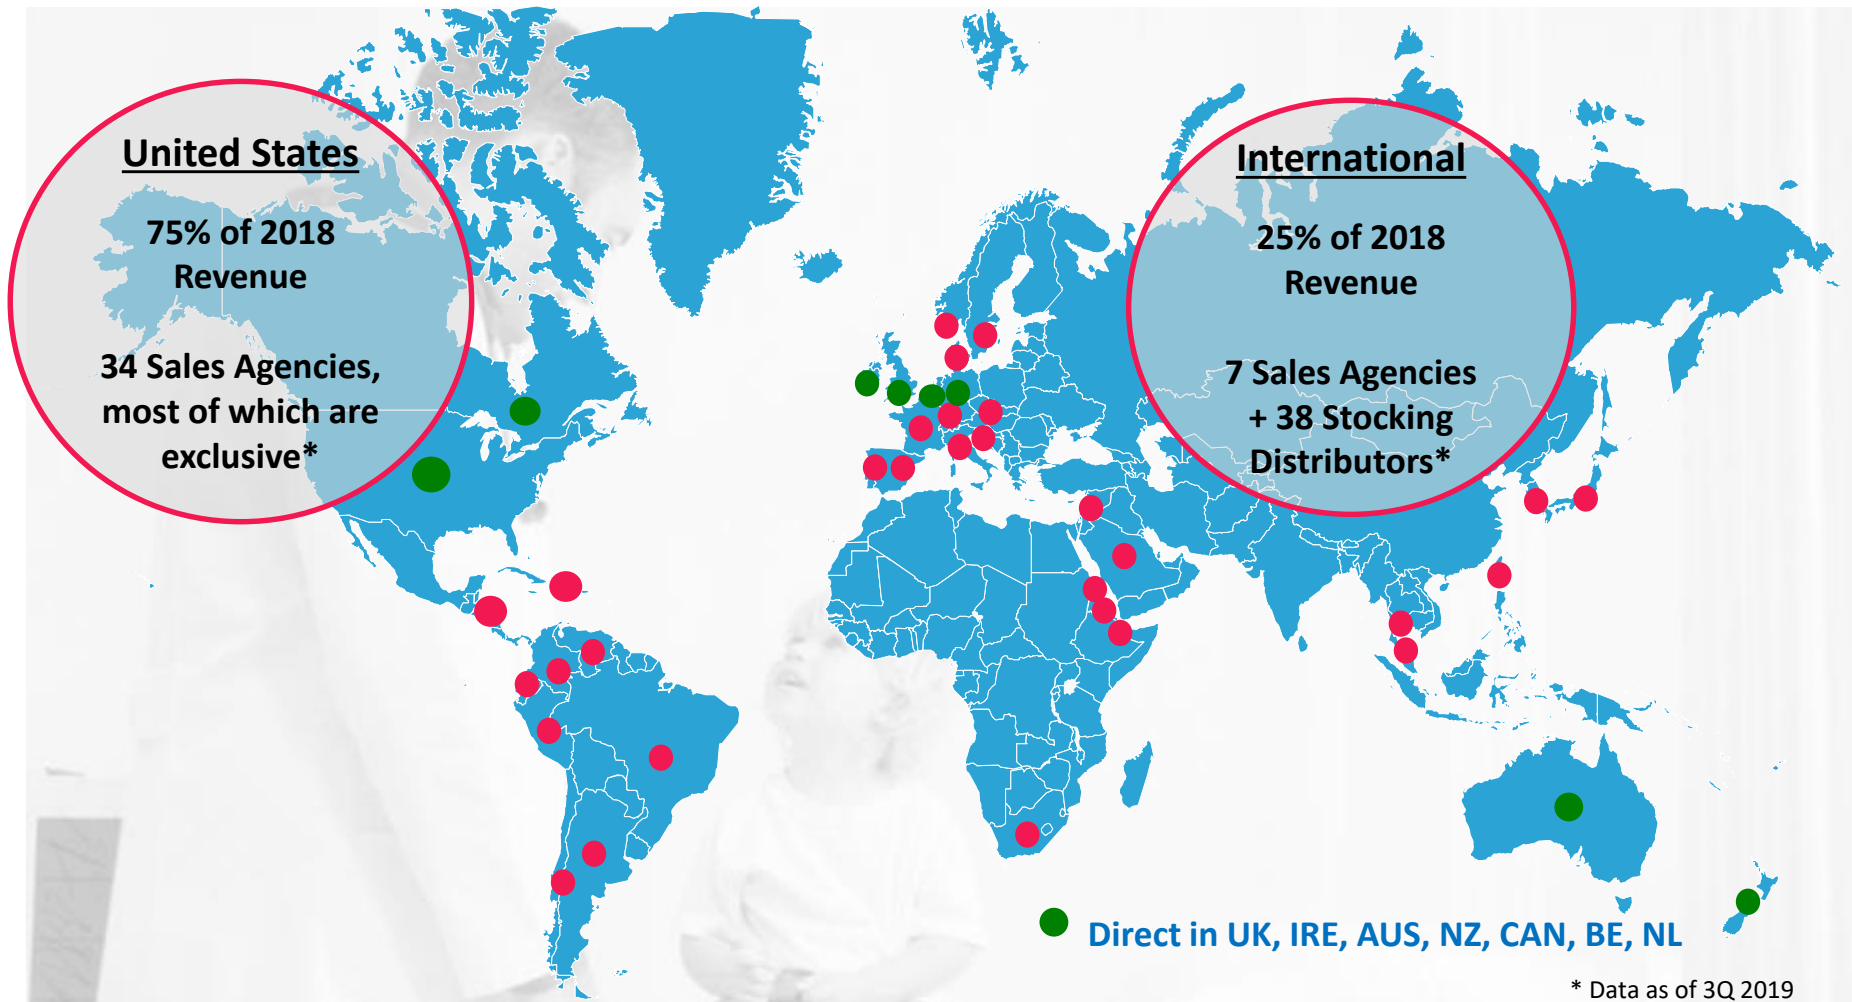 United States
75% of 2018
Revenue
34 Sales Agencies,
most of which are
exclusive*
International
25% of 2018
Revenue
7 Sales Agencies
+ 38 Stocking
Distributors*
Direct in UK, IRE, AUS, NZ, CAN, BE, NL
* Data as of 3Q 2019